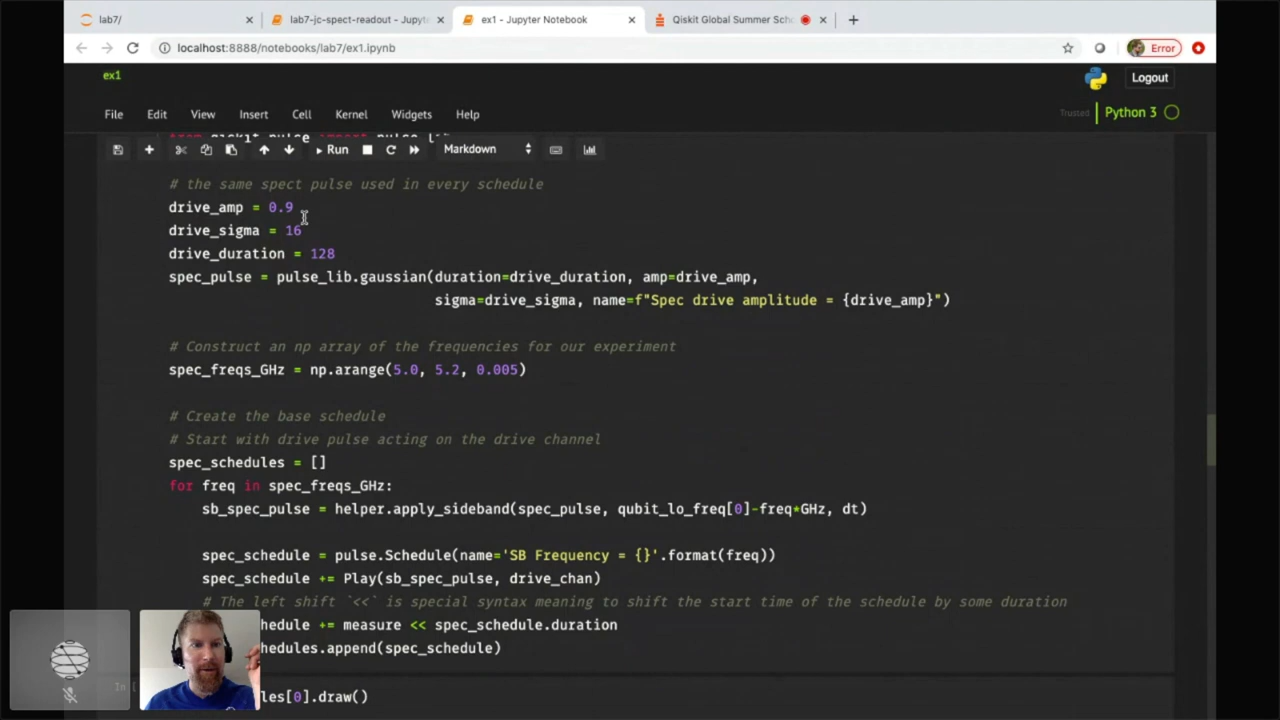 lab7/
lab7-jc-spect-readout - Jupyte
ex1 - Jupyter Notebook
Qiskit Global Summer Scho
localhost:8888/notebooks/lab7/ex1.ipynb
Error
ex1
Logout
File Edit View Insert Cell Kernel Widgets Help
Trusted
Python 3
Run
Markdown
# the same spect pulse used in every schedule
drive_amp = 0.9
drive_sigma = 16
drive_duration = 128
spec_pulse = pulse_lib.gaussian(duration=drive_duration, amp=drive_amp,
sigma=drive_sigma, name=f"Spec drive amplitude = {drive_amp}")
# Construct an np array of the frequencies for our experiment
spec_freqs_GHz = np.arange(5.0, 5.2, 0.005)
# Create the base schedule
# Start with drive pulse acting on the drive channel
spec_schedules = []
for freq in spec_freqs_GHz:
sb_spec_pulse = helper.apply_sideband(spec_pulse, qubit_lo_freq[0]-freq*GHz, dt)
spec_schedule = pulse.Schedule(name='SB Frequency = {}'.format(freq))
spec_schedule += Play(sb_spec_pulse, drive_chan)
# The left shift `<<` is special syntax meaning to shift the start time of the schedule by some duration
hedule += measure << spec_schedule.duration
hedules.append(spec_schedule)
In [
les[0].draw()